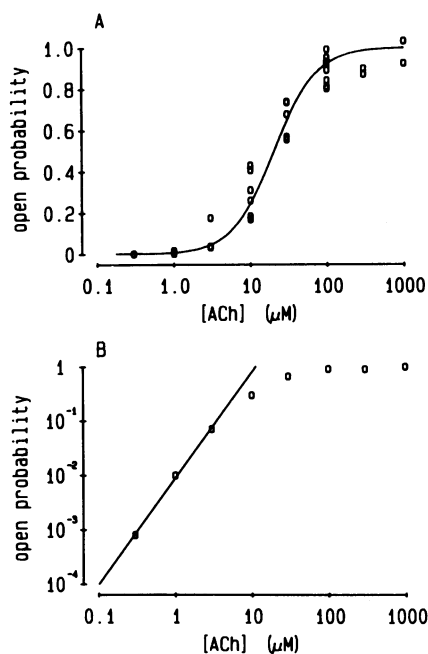 A
open probability
1.0
0.8
0.6
0.4
0.2
0
0.1 1.0 10 100 1000
[ACh] (μM)
B
open probability
1
10⁻¹
10⁻²
10⁻³
10⁻⁴
0.1 1 10 100 1000
[ACh] (μM)